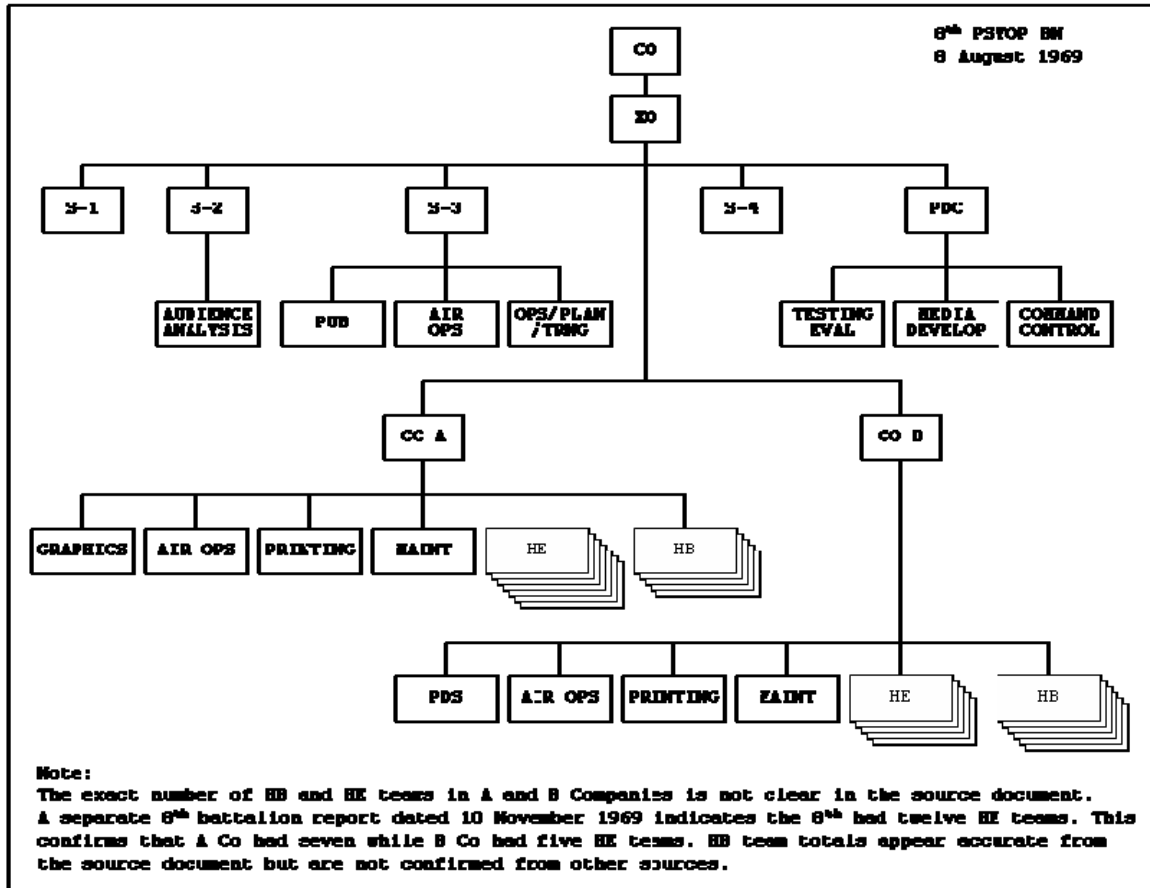 8th PSYOP BN
8 August 1969
CO
XO
S-1
S-2
S-3
S-4
PDC
AUDIENCE
ANALYSIS
PUB
AIR
OPS
OPS/PLAN
/TRNG
TESTING
EVAL
MEDIA
DEVELOP
COMMAND
CONTROL
CO A
CO B
GRAPHICS
AIR OPS
PRINTING
MAINT
HE
HB
PDS
AIR OPS
PRINTING
MAINT
HE
HB
Note:
The exact number of HB and HE teams in A and B Companies is not clear in the source document.
A separate 8th battalion report dated 10 November 1969 indicates the 8th had twelve HE teams. This
confirms that A Co had seven while B Co had five HE teams. HB team totals appear accurate from
the source document but are not confirmed from other sources.